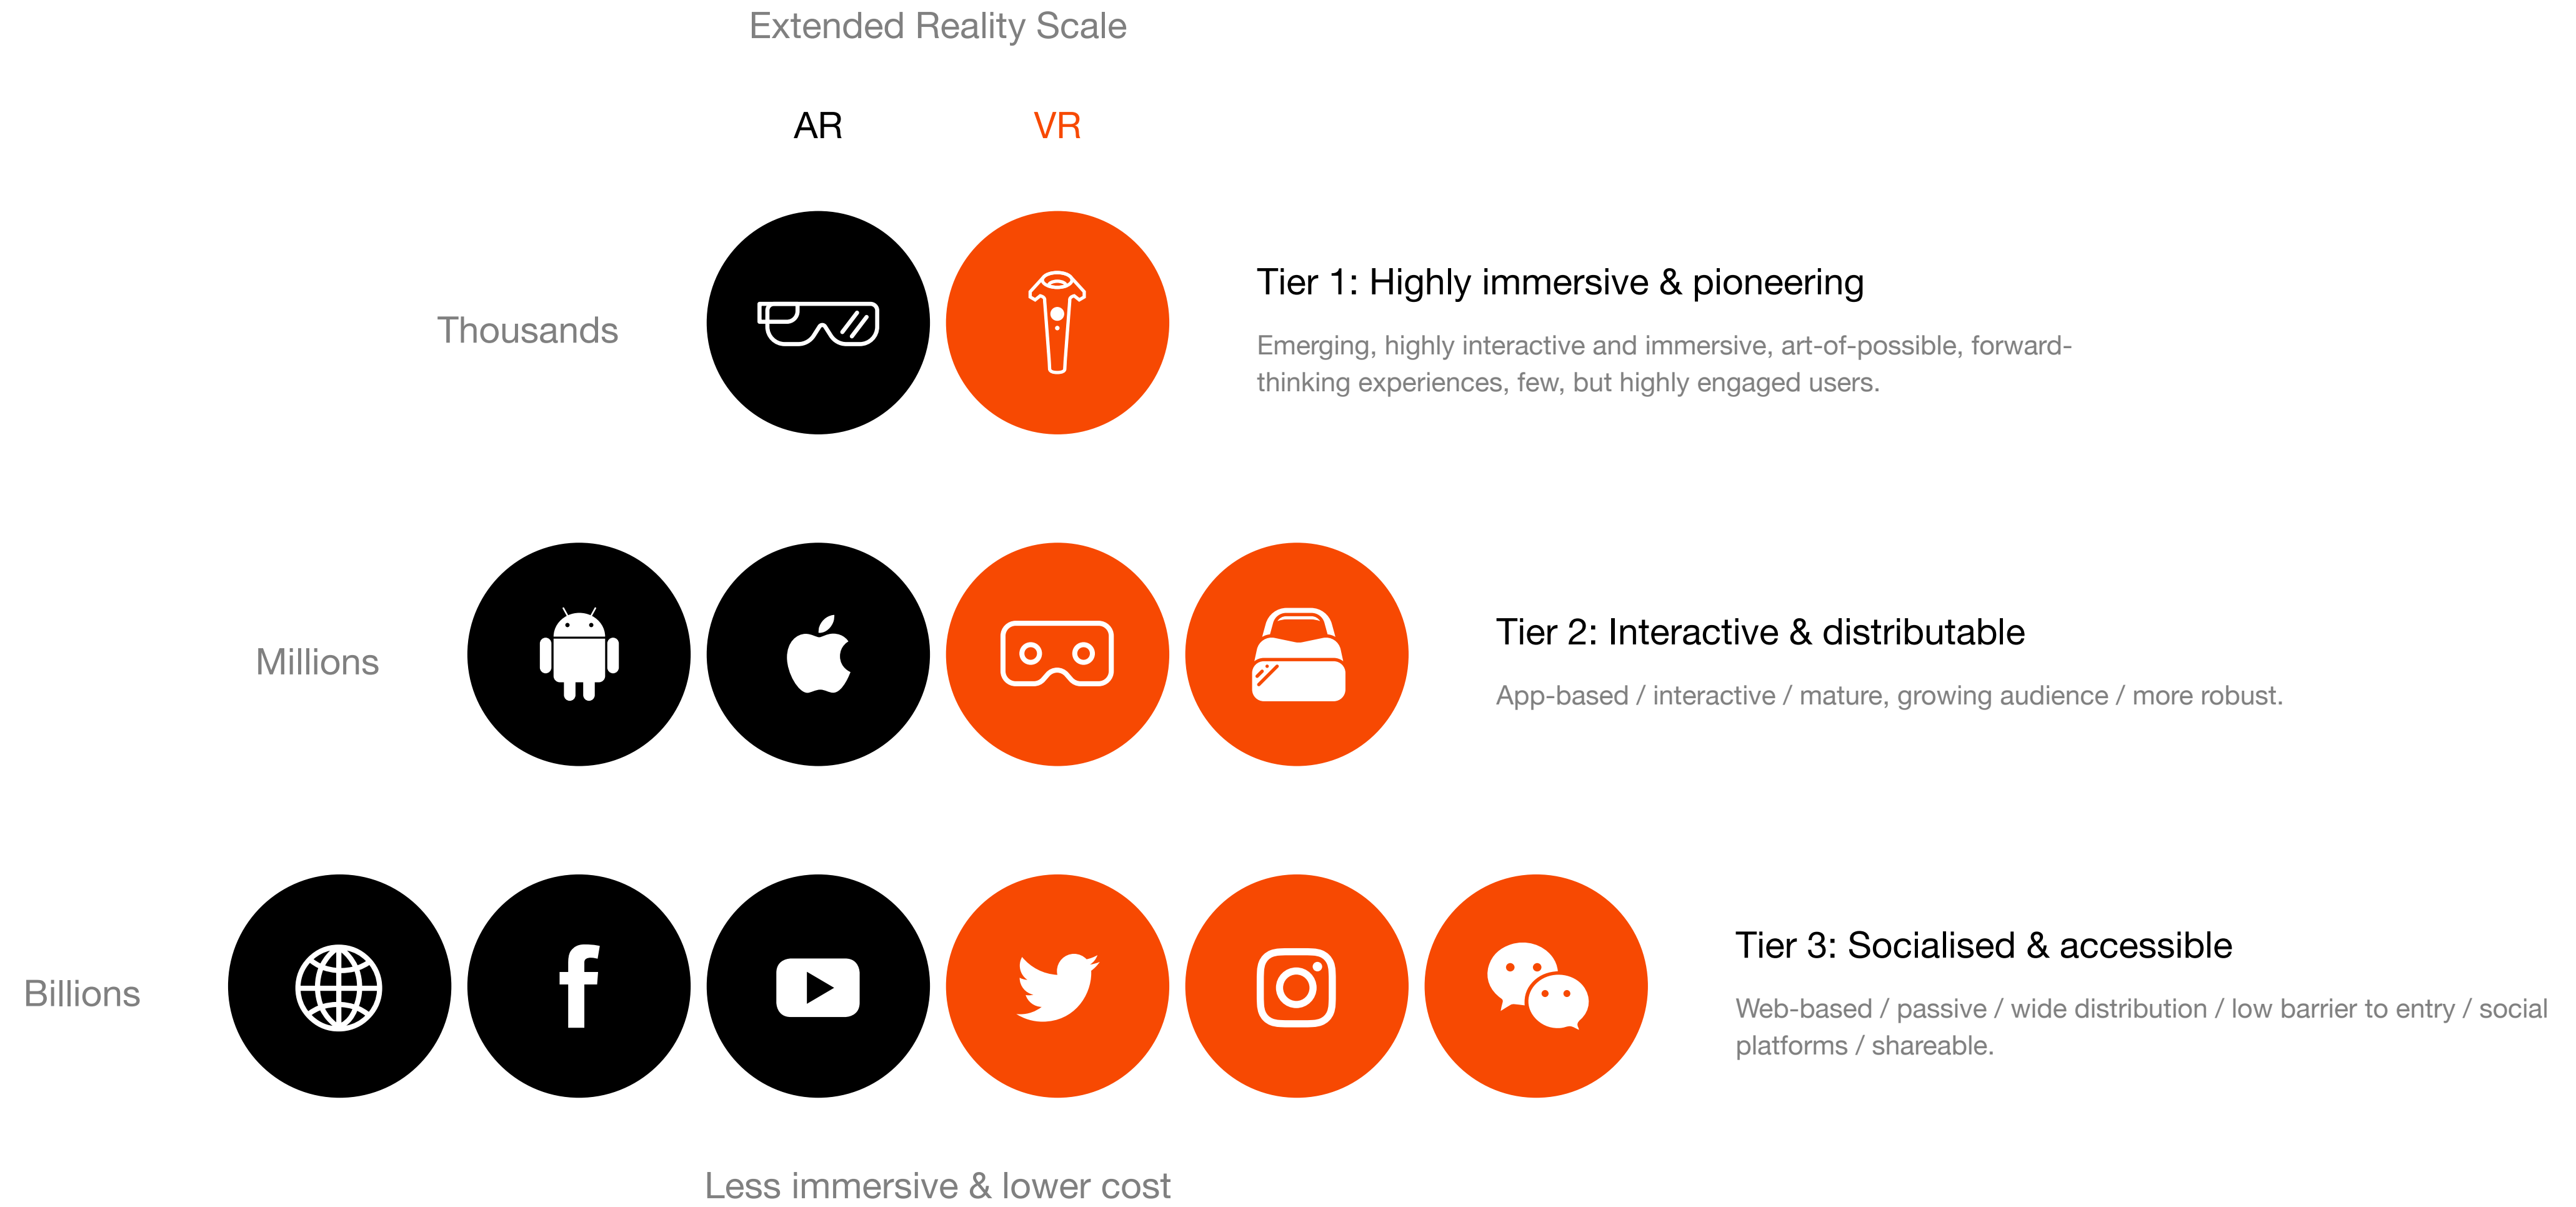 Extended Reality Scale
AR
VR
Thousands
Tier 1: Highly immersive & pioneering
Emerging, highly interactive and immersive, art-of-possible, forward-
thinking experiences, few, but highly engaged users.
Millions
Tier 2: Interactive & distributable
App-based / interactive / mature, growing audience / more robust.
Billions
Tier 3: Socialised & accessible
Web-based / passive / wide distribution / low barrier to entry / social
platforms / shareable.
Less immersive & lower cost